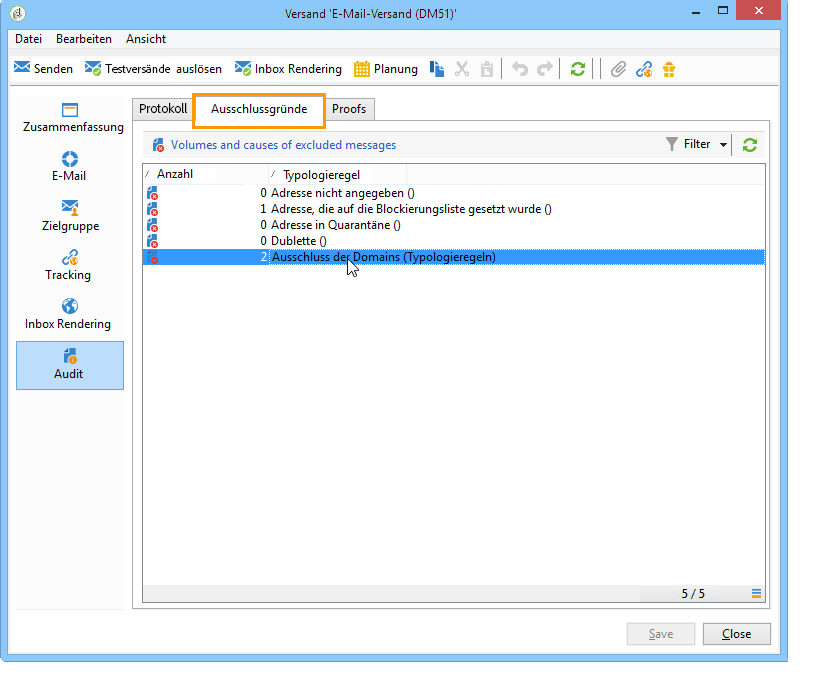 Versand 'E-Mail-Versand (DM51)'
Datei Bearbeiten Ansicht
Senden Testversände auslösen Inbox Rendering Planung
Zusammenfassung
E-Mail
Zielgruppe
Tracking
Inbox Rendering
Audit
Protokoll Ausschlussgründe Proofs
Volumes and causes of excluded messages Filter
Anzahl Typologieregel
0 Adresse nicht angegeben ()
1 Adresse, die auf die Blockierungsliste gesetzt wurde ()
0 Adresse in Quarantäne ()
0 Dublette ()
2 Ausschluss der Domains (Typologieregeln)
5 / 5
Save Close